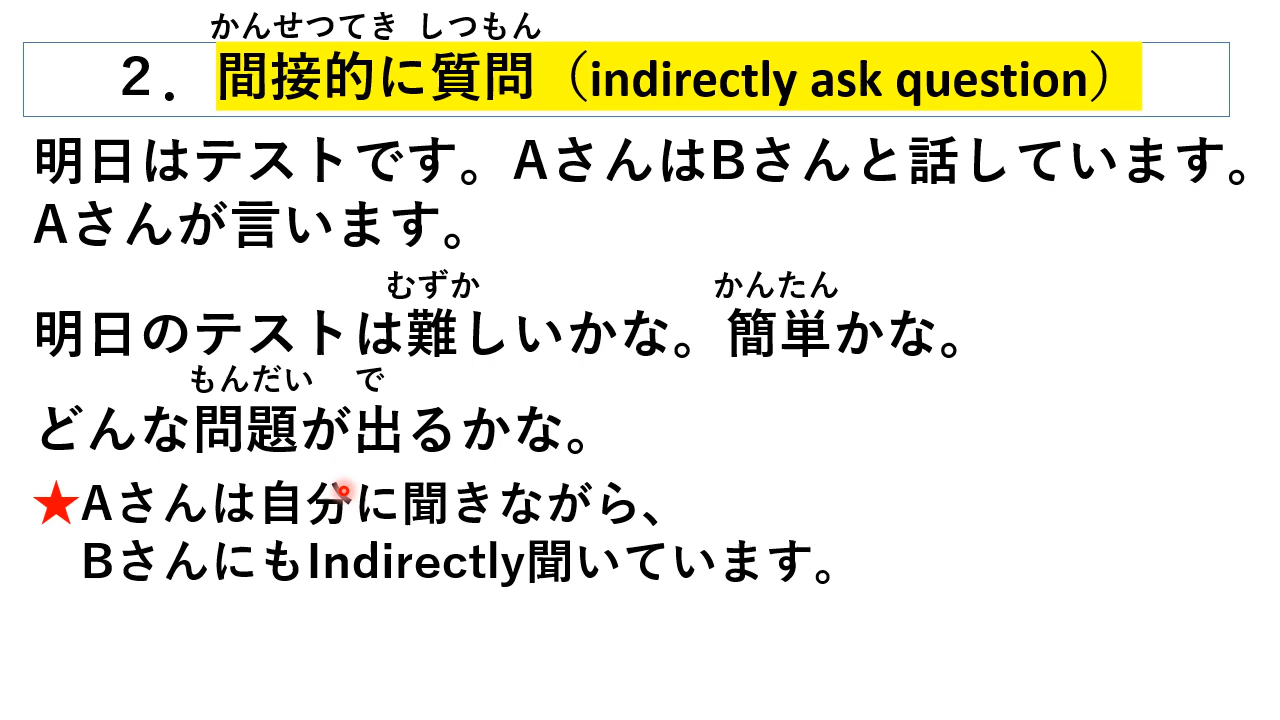 かんせつてき しつもん
２．間接的に質問（indirectly ask question）
明日はテストです。AさんはBさんと話しています。
Aさんが言います。
むずか かんたん
明日のテストは難しいかな。簡単かな。
もんだい で
どんな問題が出るかな。
★Aさんは自分に聞きながら、
BさんにもIndirectly聞いています。